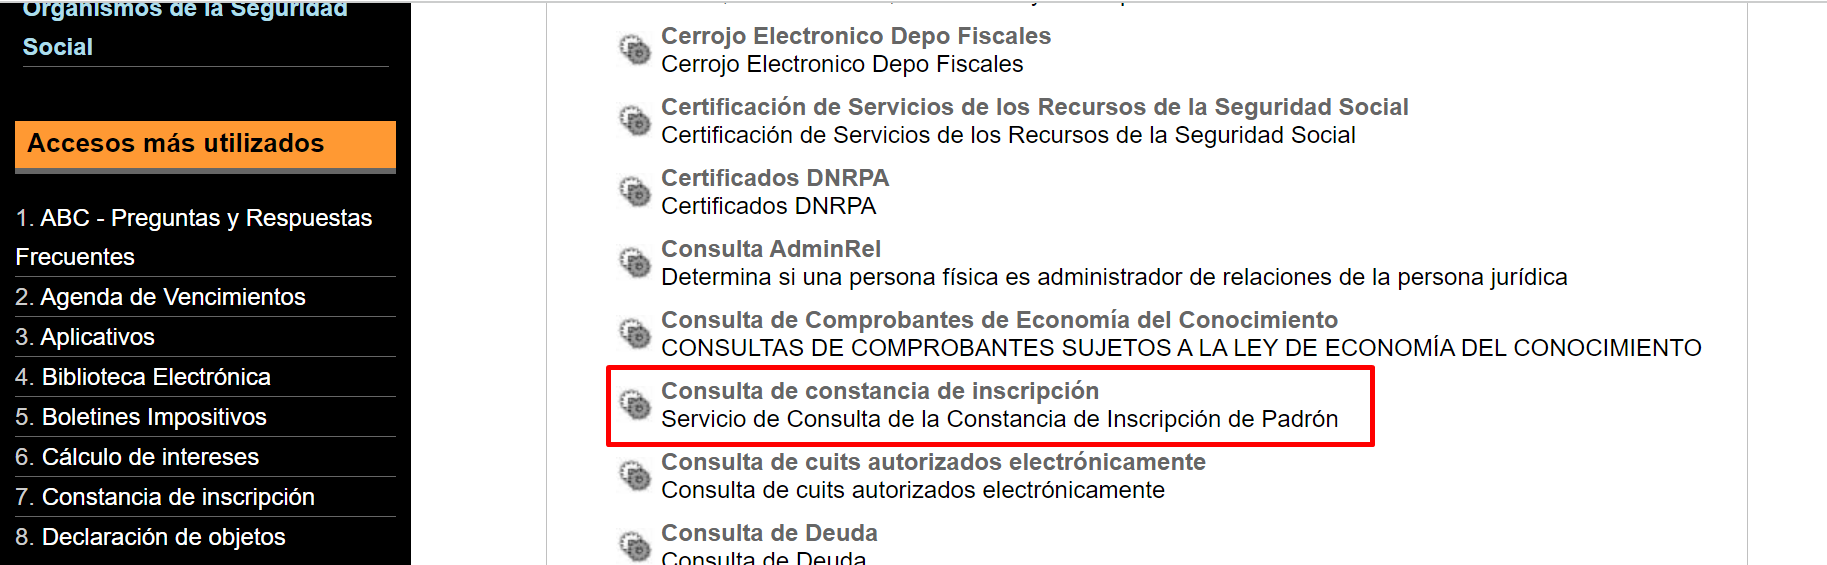 Organismos de la Seguridad
Social
Accesos más utilizados
1. ABC - Preguntas y Respuestas
Frecuentes
2. Agenda de Vencimientos
3. Aplicativos
4. Biblioteca Electrónica
5. Boletines Impositivos
6. Cálculo de intereses
7. Constancia de inscripción
8. Declaración de objetos
Cerrojo Electronico Depo Fiscales
Cerrojo Electronico Depo Fiscales
Certificación de Servicios de los Recursos de la Seguridad Social
Certificación de Servicios de los Recursos de la Seguridad Social
Certificados DNRPA
Certificados DNRPA
Consulta AdminRel
Determina si una persona física es administrador de relaciones de la persona jurídica
Consulta de Comprobantes de Economía del Conocimiento
CONSULTAS DE COMPROBANTES SUJETOS A LA LEY DE ECONOMÍA DEL CONOCIMIENTO
Consulta de constancia de inscripción
Servicio de Consulta de la Constancia de Inscripción de Padrón
Consulta de cuits autorizados electrónicamente
Consulta de cuits autorizados electrónicamente
Consulta de Deuda
Consulta de Deuda